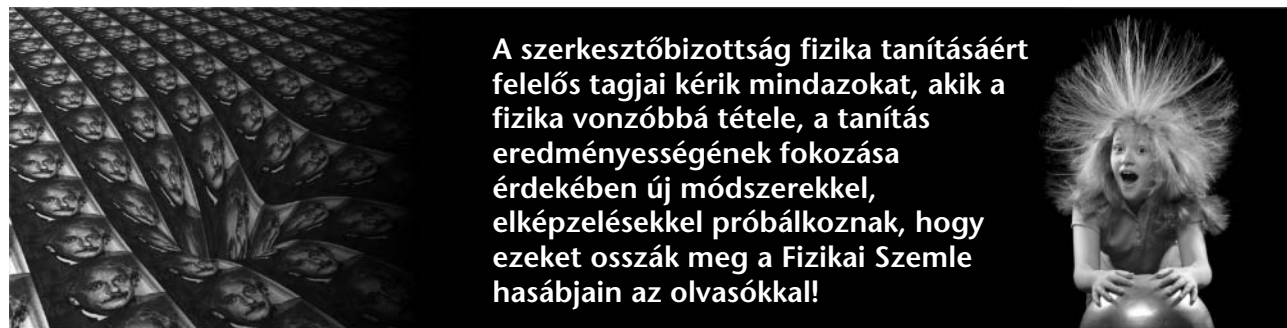 A szerkesztőbizottság fizika tanításáért
felelős tagjai kérik mindazokat, akik a
fizika vonzóbbá tétele, a tanítás
eredményességének fokozása
érdekében új módszerekkel,
elképzelésekkel próbálkoznak, hogy
ezeket osszák meg a Fizikai Szemle
hasábjain az olvasókkal!